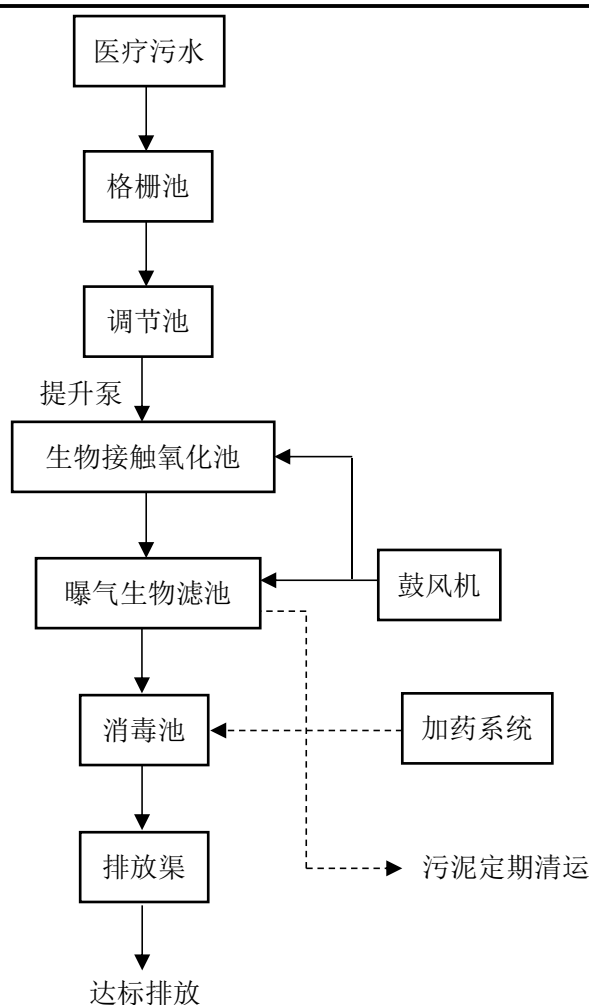 医疗污水
格栅池
调节池
提升泵
生物接触氧化池
曝气生物滤池
鼓风机
消毒池
加药系统
排放渠
污泥定期清运
达标排放